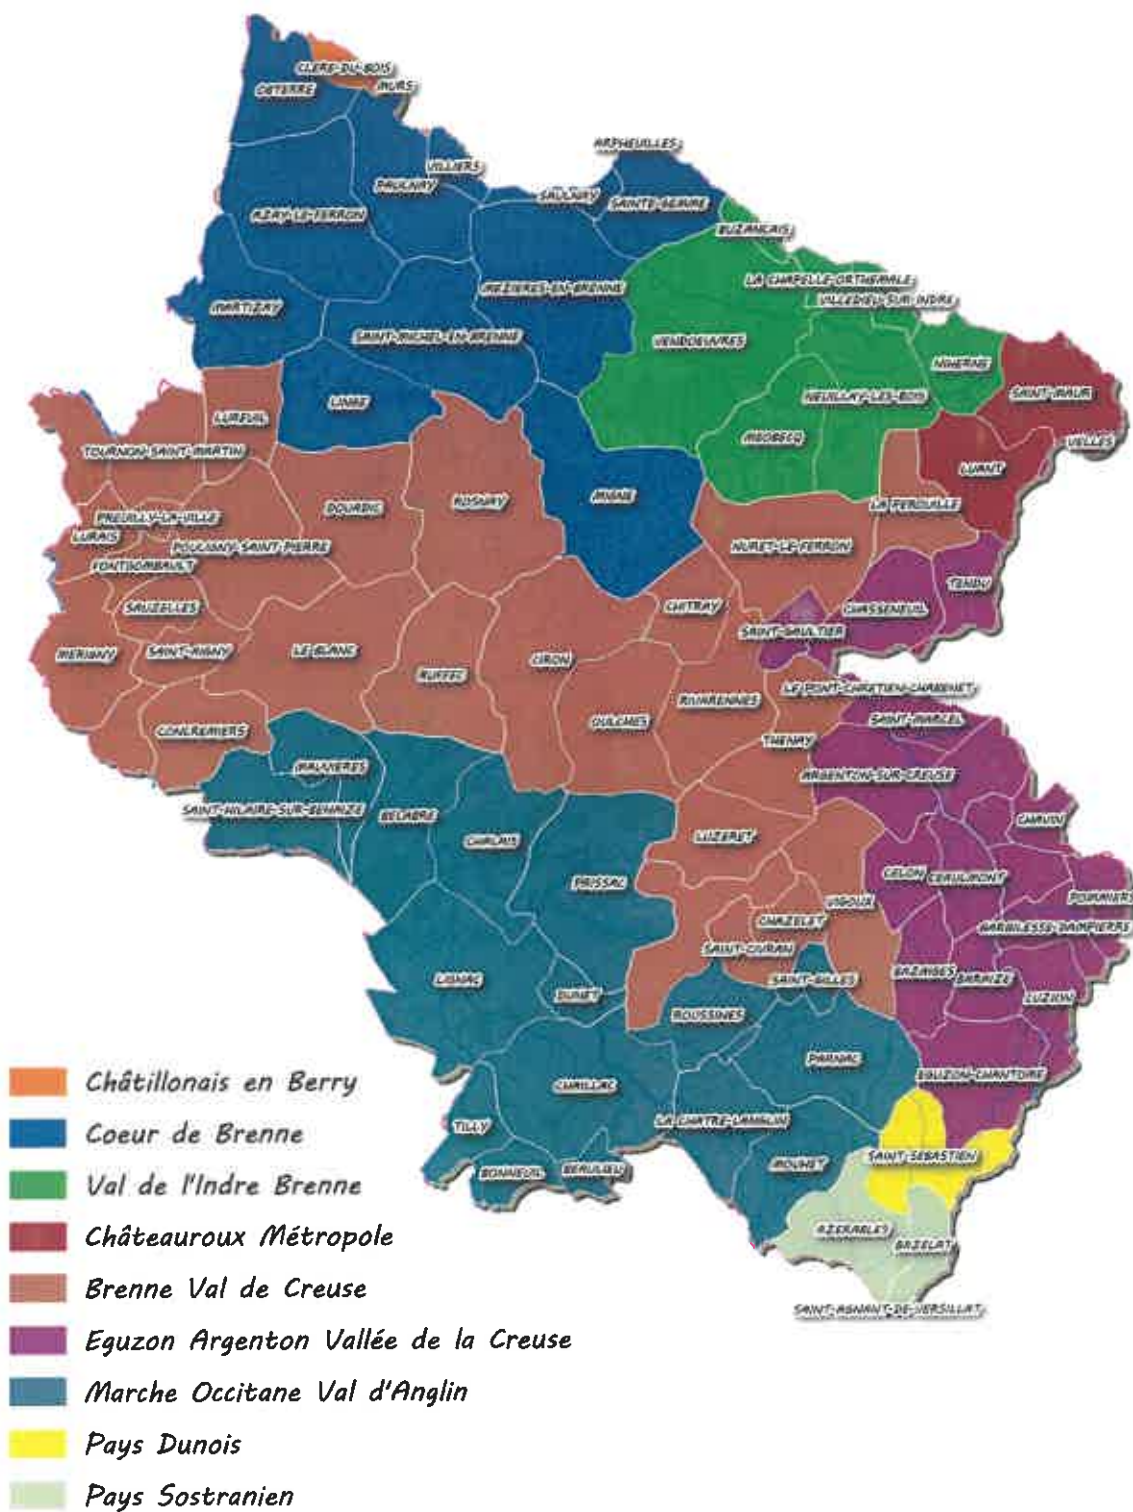 CLERE-DU-BOIS
OBTERRE
MURS
ARPHEUILLES
VILLIERS
PAULNAY
SAULNAY
SAINTE-GEMME
AZAY-LE-FERRON
BUZANCAIS
LA CHAPELLE-ORTHEMALE
MEZIERES-EN-BRENNE
VILLEDIEU-SUR-INDRE
MARTIZAY
SAINT-MICHEL-EN-BRENNE
VENDOEUVRES
NIHERNE
SAINT-MAUR
LINGE
NEUILLAY-LES-BOIS
LUREUIL
MEOBECQ
VELLES
TOURNON-SAINT-MARTIN
LUANT
MIGNE
ROSNAY
DOUADIC
LA PEROUILLE
PREUILLY-LA-VILLE
LURAIS
POULIGNY-SAINT-PIERRE
NURET-LE-FERRON
FONTGOMBAULT
TENDU
SAUZELLES
CHITRAY
CHASSENEUIL
SAINT-GAULTIER
MERIGNY
SAINT-AIGNY
LE BLANC
CIRON
RUFFEC
LE PONT-CHRETIEN-CHABENET
RIVARENNES
OULCHES
SAINT-MARCEL
CONCREMIERS
THENAY
MAUVIERES
ARGENTON-SUR-CREUSE
SAINT-HILAIRE-SUR-BENAIZE
BELABRE
CHAVIN
LUZERET
CHALAIS
CELON
CEAULMONT
PRISSAC
POMMIERS
VIGOUX
CHAZELET
GARGILESSE-DAMPIERRE
SAINT-CIVRAN
BAZAIGES
BARAIZE
LIGNAC
SAINT-GILLES
DUNET
LUZION
ROUSSINES
PARNAC
EGUZON-CHANTOME
CHAILLAC
LA CHATRE-LANGLIN
TILLY
SAINT-SEBASTIEN
MOUHET
BONNEUIL
BEAULIEU
AZERABLES
BAZELAT
SAINT-AGNANT-DE-VERSILLAT
Châtillonais en Berry
Coeur de Brenne
Val de l'Indre Brenne
Châteauroux Métropole
Brenne Val de Creuse
Eguzon Argenton Vallée de la Creuse
Marche Occitane Val d'Anglin
Pays Dunois
Pays Sostranien